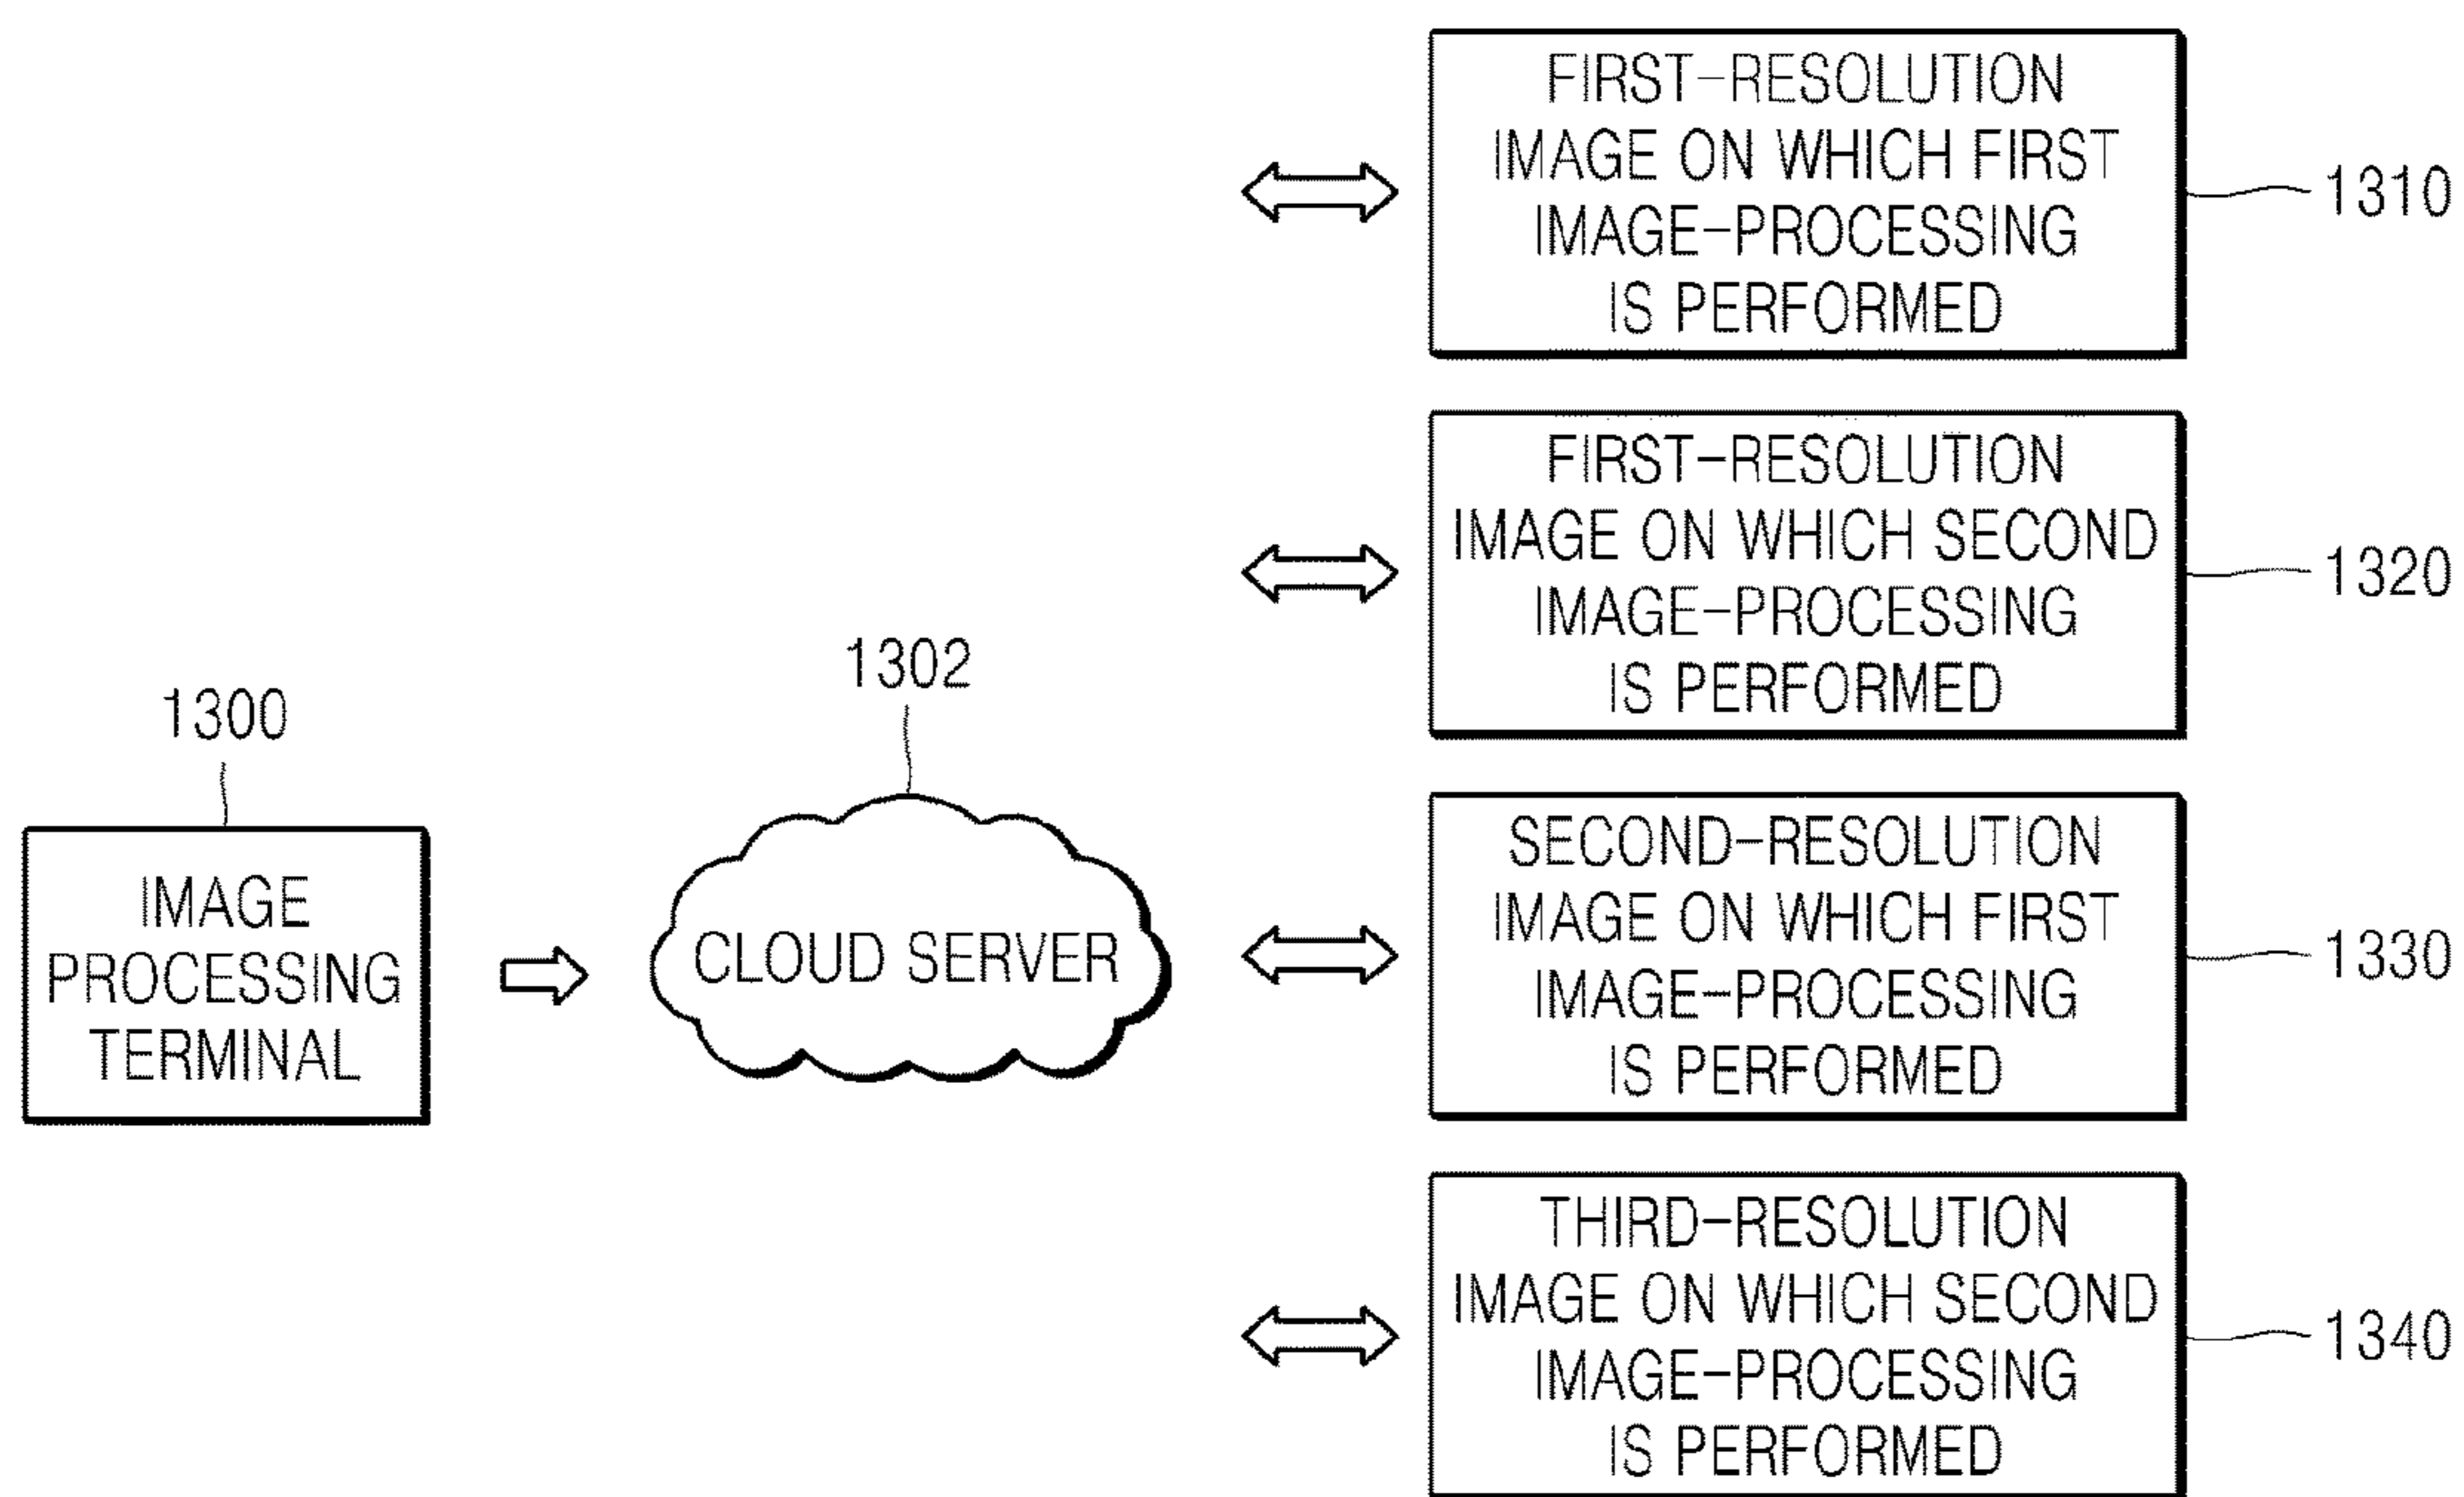 FIRST-RESOLUTION
IMAGE ON WHICH FIRST
IMAGE-PROCESSING
IS PERFORMED
1310
FIRST-RESOLUTION
IMAGE ON WHICH SECOND
IMAGE-PROCESSING
IS PERFORMED
1320
1302
1300
IMAGE
PROCESSING
TERMINAL
CLOUD SERVER
SECOND-RESOLUTION
IMAGE ON WHICH FIRST
IMAGE-PROCESSING
IS PERFORMED
1330
THIRD-RESOLUTION
IMAGE ON WHICH SECOND
IMAGE-PROCESSING
IS PERFORMED
1340